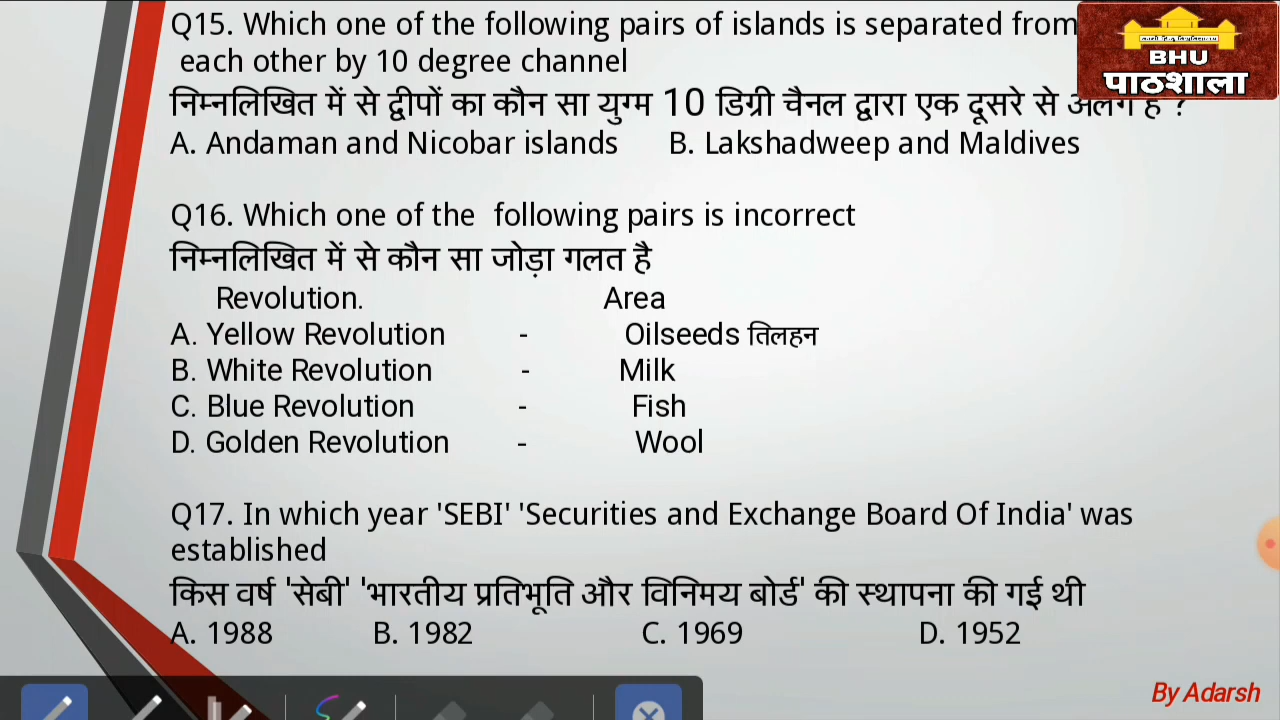 Q15. Which one of the following pairs of islands is separated from
each other by 10 degree channel
निम्नलिखित में से द्वीपों का कौन सा युग्म 10 डिग्री चैनल द्वारा एक दूसरे से अलग है ?
A. Andaman and Nicobar islands B. Lakshadweep and Maldives
BHU
पाठशाला
Q16. Which one of the following pairs is incorrect
निम्नलिखित में से कौन सा जोड़ा गलत है
Revolution. Area
A. Yellow Revolution - Oilseeds तिलहन
B. White Revolution - Milk
C. Blue Revolution - Fish
D. Golden Revolution - Wool
Q17. In which year 'SEBI' 'Securities and Exchange Board Of India' was
established
किस वर्ष 'सेबी' 'भारतीय प्रतिभूति और विनिमय बोर्ड' की स्थापना की गई थी
A. 1988 B. 1982 C. 1969 D. 1952
By Adarsh